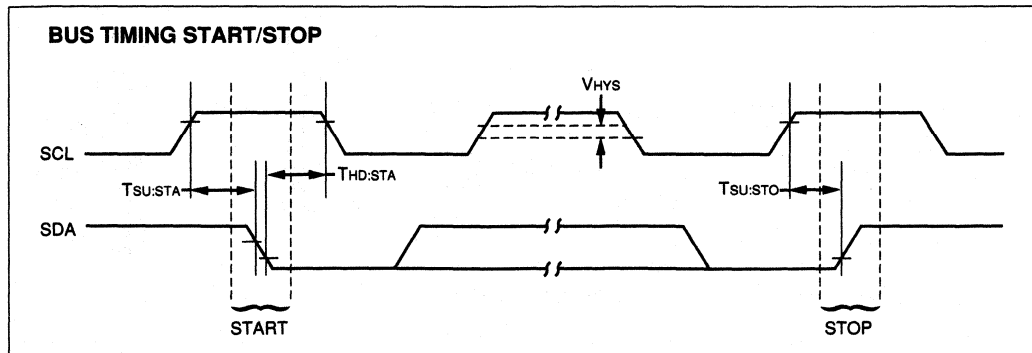 BUS TIMING START/STOP
VHYS
SCL
TSU:STA
THD:STA
TSU:STO
SDA
START
STOP